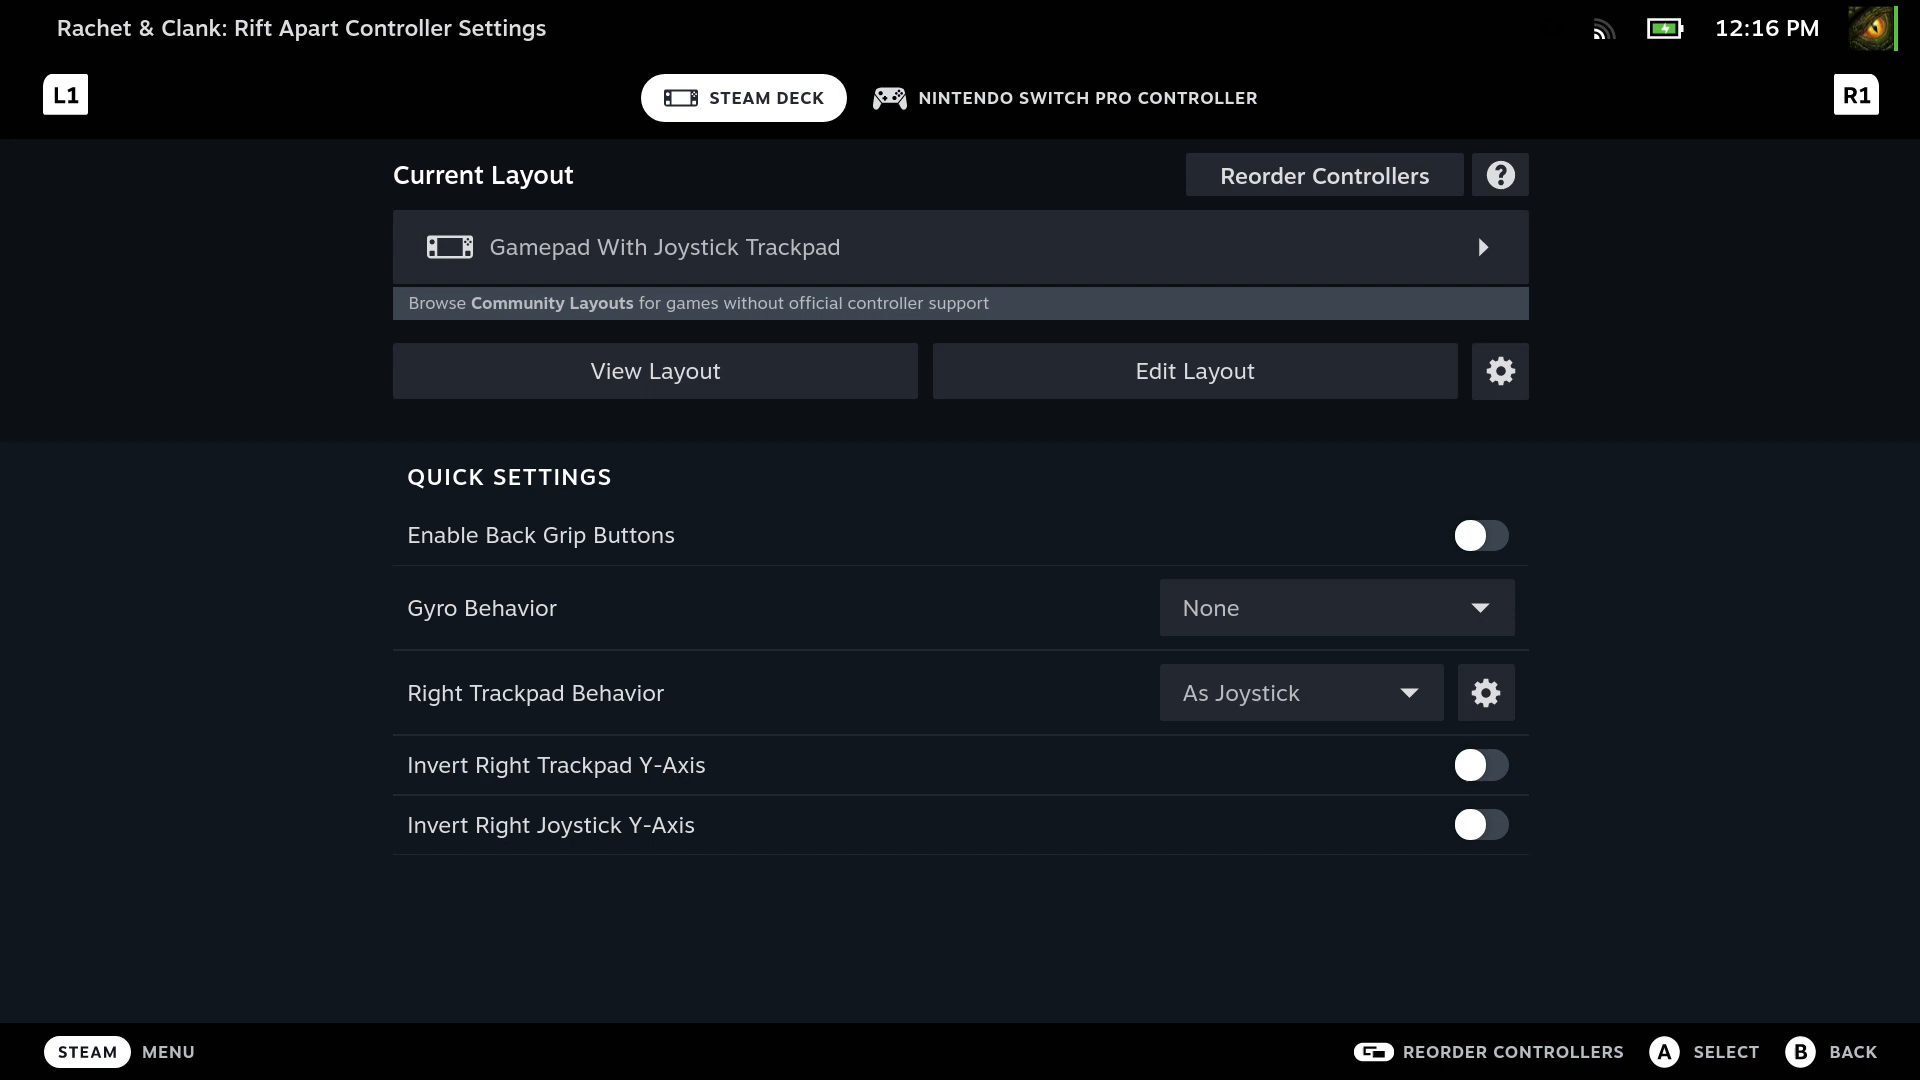 Rachet & Clank: Rift Apart Controller Settings
12:16 PM
L1
STEAM DECK
NINTENDO SWITCH PRO CONTROLLER
R1
Current Layout
Reorder Controllers
?
Gamepad With Joystick Trackpad
Browse Community Layouts for games without official controller support
View Layout
Edit Layout
QUICK SETTINGS
Enable Back Grip Buttons
Gyro Behavior
None
Right Trackpad Behavior
As Joystick
Invert Right Trackpad Y-Axis
Invert Right Joystick Y-Axis
STEAM MENU
REORDER CONTROLLERS
A SELECT
B BACK